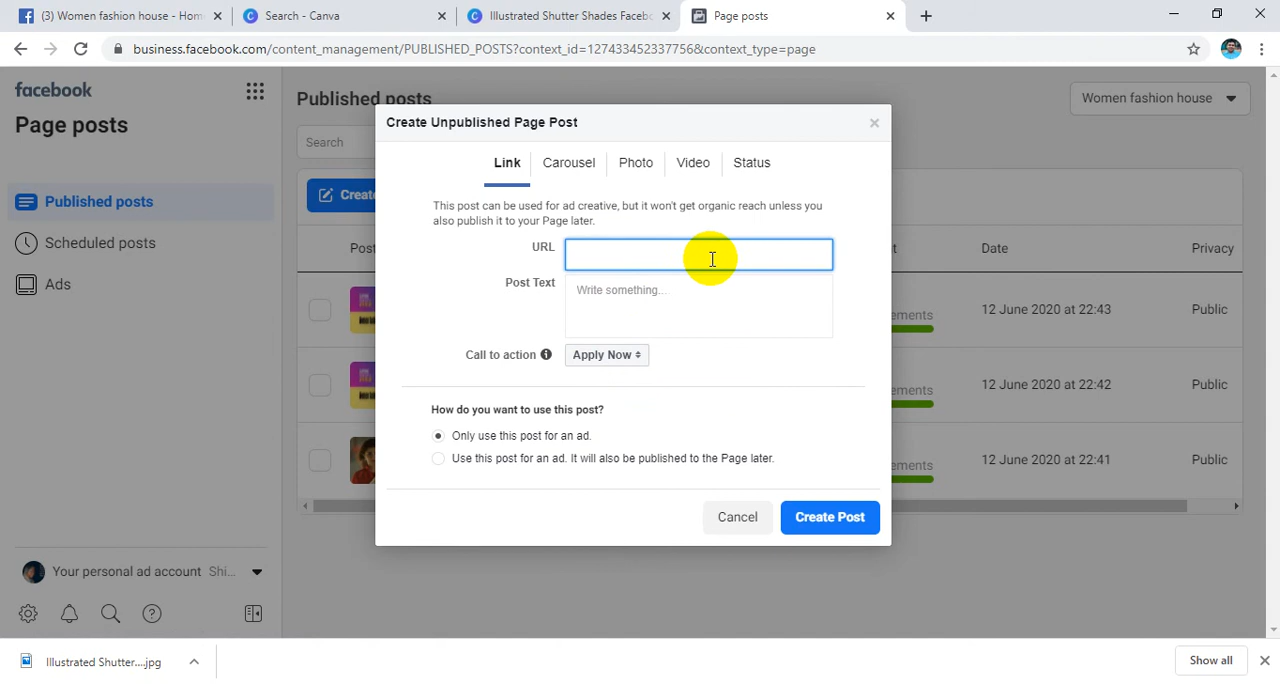 (3) Women fashion house - Hom
Search - Canva
Illustrated Shutter Shades Facebo
Page posts
business.facebook.com/content_management/PUBLISHED_POSTS?context_id=127433452337756&context_type=page
facebook
Page posts
Published posts
Scheduled posts
Ads
Your personal ad account Shi...
Published posts
Women fashion house
Search
Create
Post
Date
Privacy
ements
12 June 2020 at 22:43
Public
ements
12 June 2020 at 22:42
Public
ements
12 June 2020 at 22:41
Public
Create Unpublished Page Post
Link
Carousel
Photo
Video
Status
This post can be used for ad creative, but it won't get organic reach unless you
also publish it to your Page later.
URL
Post Text
Write something...
Call to action
Apply Now
How do you want to use this post?
Only use this post for an ad.
Use this post for an ad. It will also be published to the Page later.
Cancel
Create Post
Illustrated Shutter....jpg
Show all